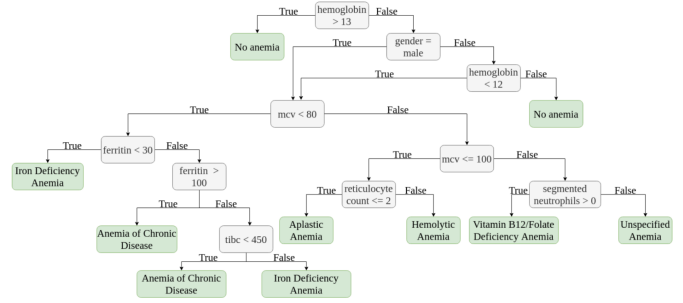 hemoglobin
> 13
True
False
No anemia
gender =
male
True
False
hemoglobin
< 12
True
False
No anemia
mcv < 80
True
False
ferritin < 30
True
False
Iron Deficiency
Anemia
ferritin >
100
True
False
Anemia of Chronic
Disease
tibc < 450
True
False
Anemia of Chronic
Disease
Iron Deficiency
Anemia
mcv <= 100
True
False
reticulocyte
count <= 2
True
False
Aplastic
Anemia
Hemolytic
Anemia
segmented
neutrophils > 0
True
False
Vitamin B12/Folate
Deficiency Anemia
Unspecified
Anemia